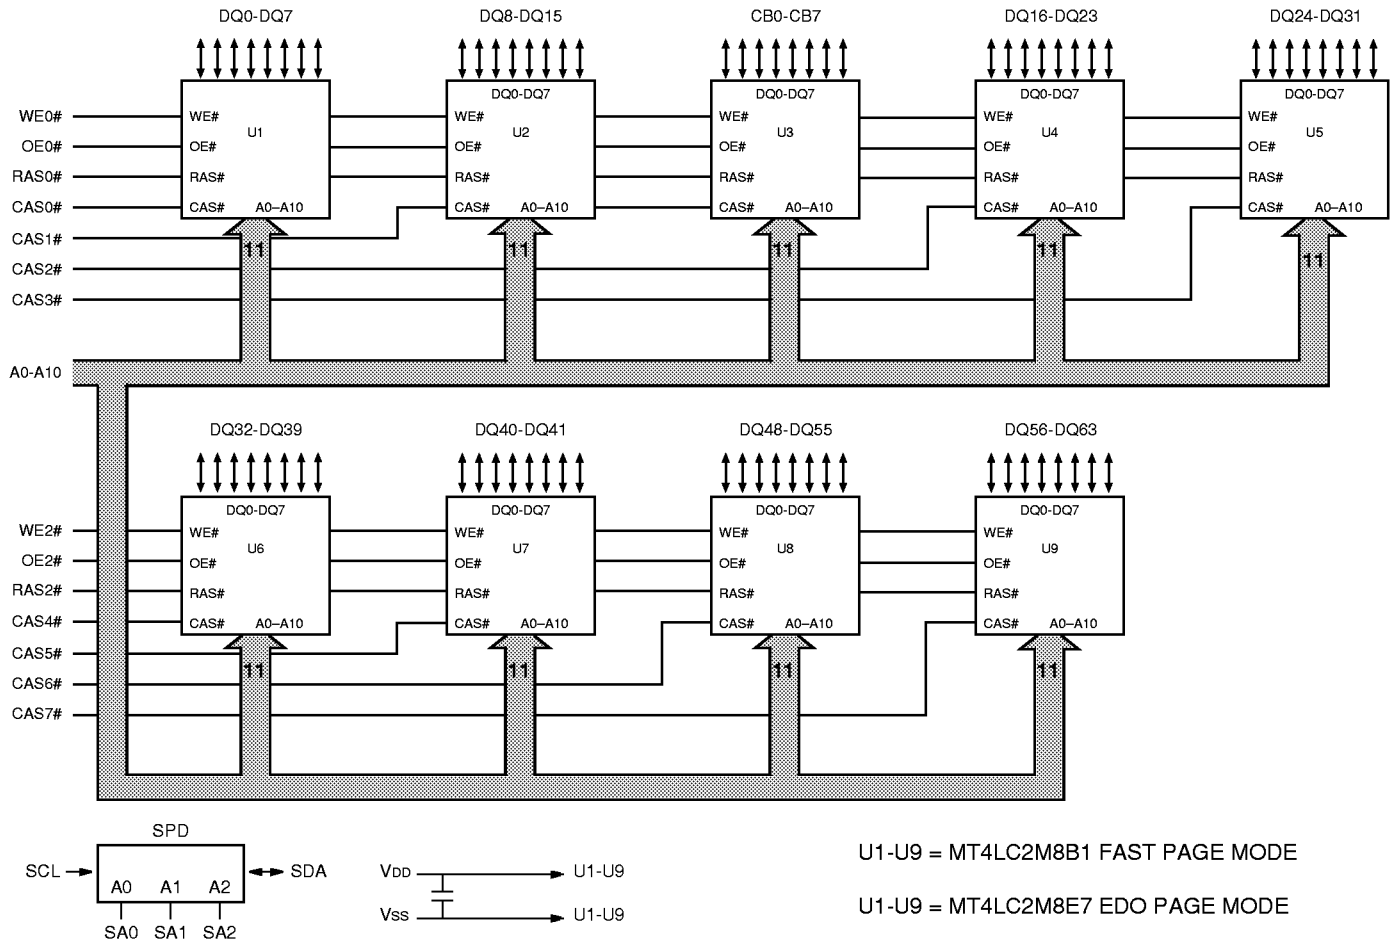 DQ0-DQ7 DQ8-DQ15 CB0-CB7 DQ16-DQ23 DQ24-DQ31
DQ0-DQ7 DQ0-DQ7 DQ0-DQ7 DQ0-DQ7
WE0# WE# WE# WE# WE# WE#
U1 U2 U3 U4 U5
OE0# OE# OE# OE# OE# OE#
RAS0# RAS# RAS# RAS# RAS# RAS#
CAS0# CAS# A0–A10 CAS# A0–A10 CAS# A0–A10 CAS# A0–A10 CAS# A0–A10
CAS1#
11 11 11 11 11
CAS2#
CAS3#
A0-A10
DQ32-DQ39 DQ40-DQ41 DQ48-DQ55 DQ56-DQ63
DQ0-DQ7 DQ0-DQ7 DQ0-DQ7 DQ0-DQ7
WE2# WE# WE# WE# WE#
U6 U7 U8 U9
OE2# OE# OE# OE# OE#
RAS2# RAS# RAS# RAS# RAS#
CAS4# CAS# A0–A10 CAS# A0–A10 CAS# A0–A10 CAS# A0–A10
CAS5#
11 11 11 11
CAS6#
CAS7#
SPD
SCL SDA
A0 A1 A2
SA0 SA1 SA2
VDD U1-U9
VSS U1-U9
U1-U9 = MT4LC2M8B1 FAST PAGE MODE
U1-U9 = MT4LC2M8E7 EDO PAGE MODE